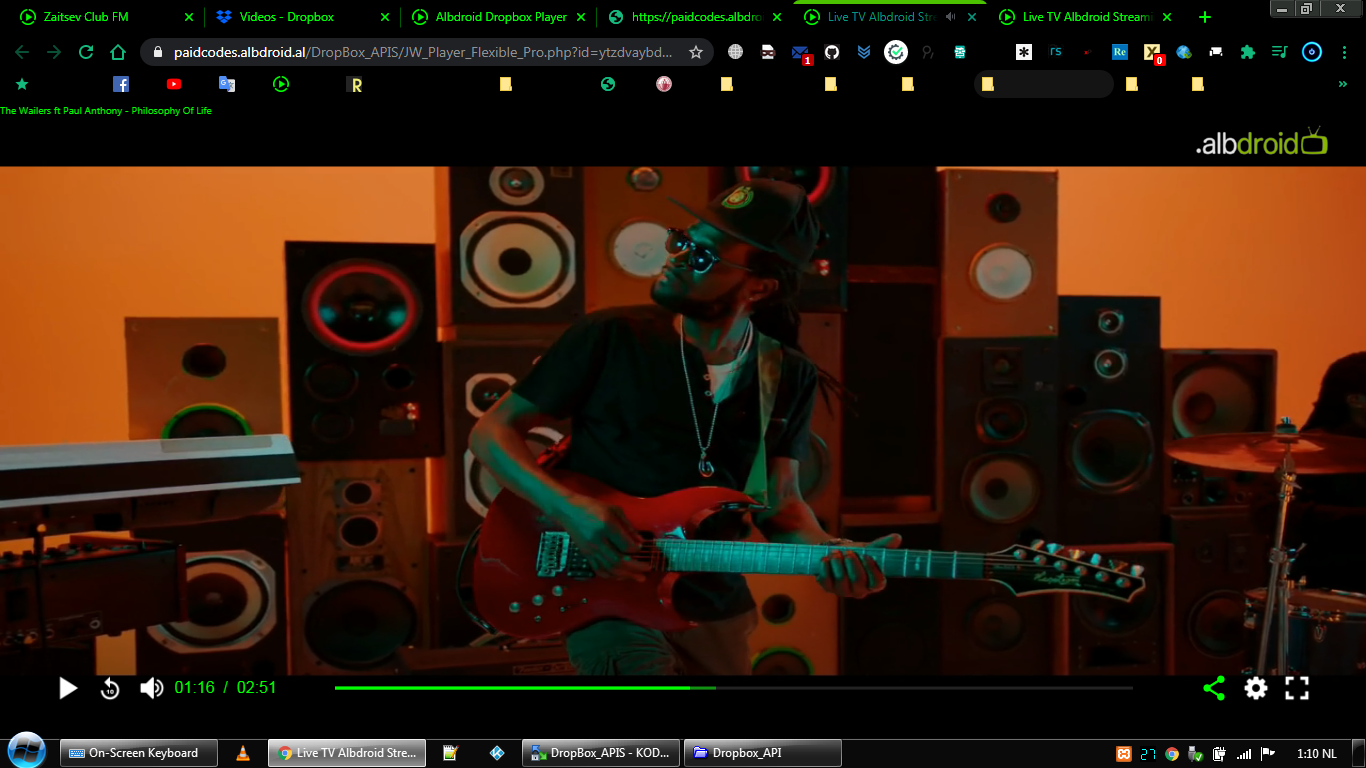 Zaitsev Club FM
Videos - Dropbox
Albdroid Dropbox Player
https://paidcodes.albdro
Live TV Albdroid Str
Live TV Albdroid Streami
paidcodes.albdroid.al/DropBox_APIS/JW_Player_Flexible_Pro.php?id=ytzdvaybd...
1
rs
Re
0
R
The Wailers ft Paul Anthony - Philosophy Of Life
.albdroid
10
01:16 / 02:51
On-Screen Keyboard
Live TV Albdroid Stre...
DropBox_APIS - KOD...
Dropbox_API
27
1:10 NL